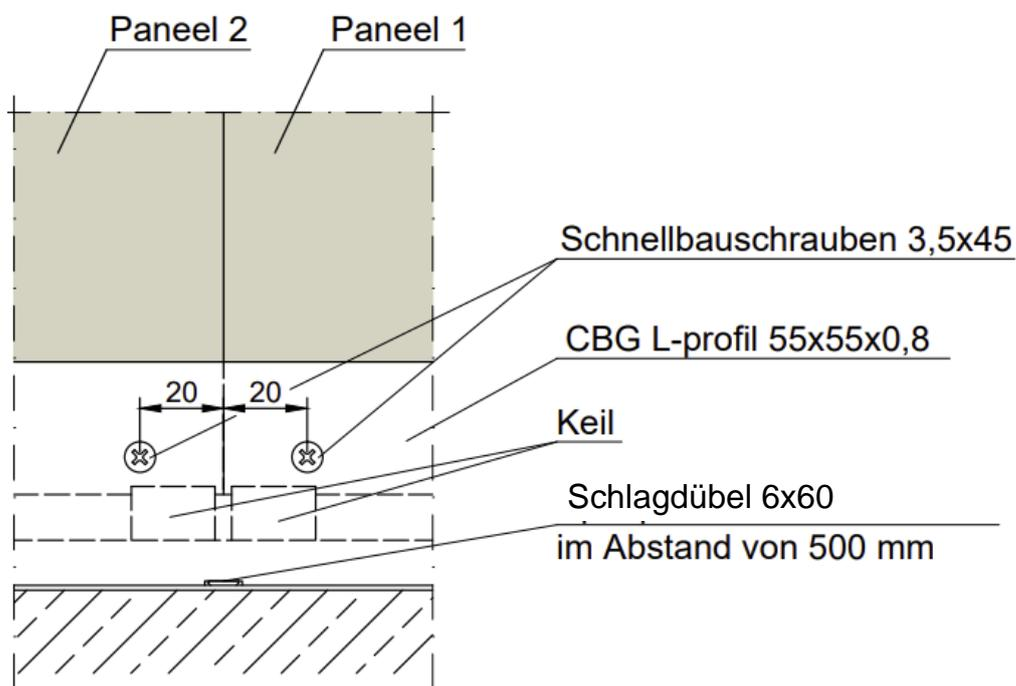 Paneel 2
Paneel 1
Schnellbauschrauben 3,5x45
CBG L-profil 55x55x0,8
20
20
Keil
Schlagdübel 6x60
im Abstand von 500 mm